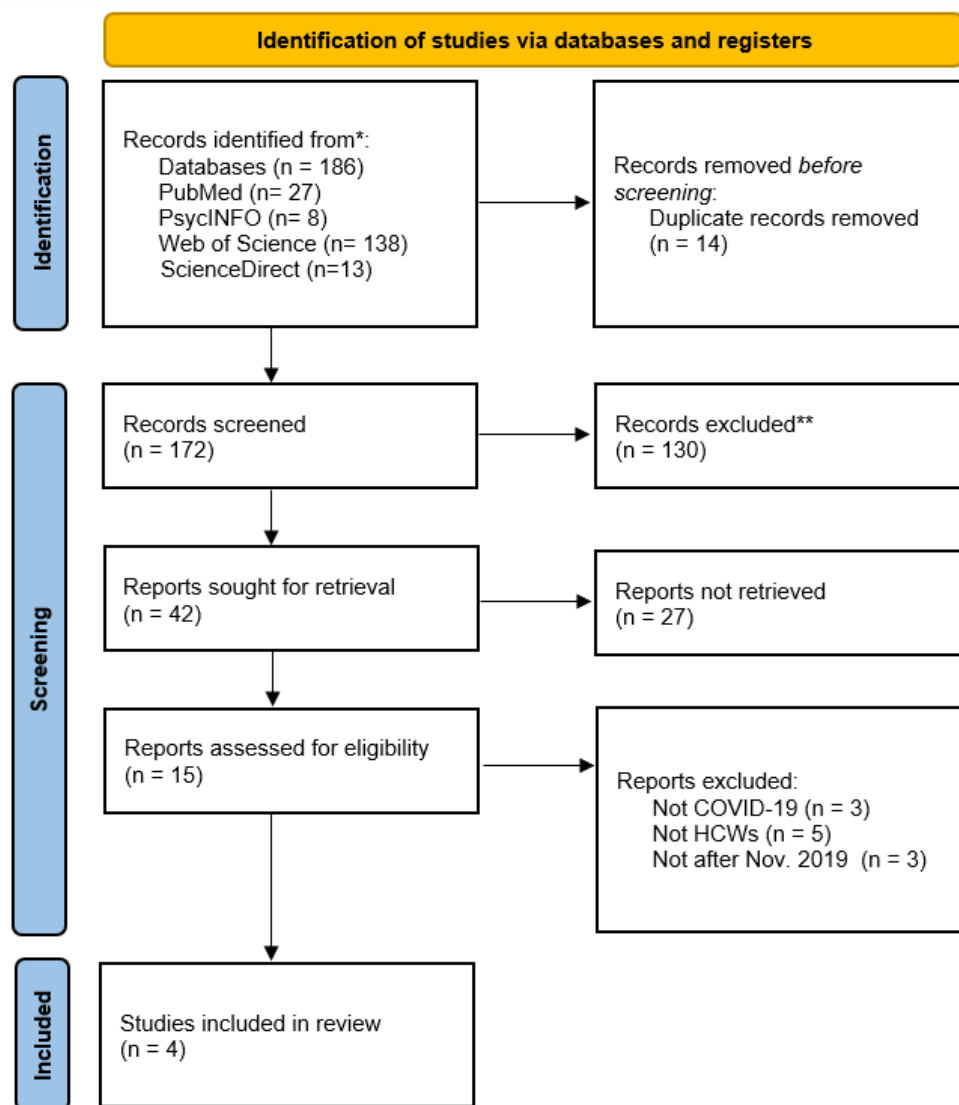 Identification of studies via databases and registers
Identification
Records identified from*:
Databases (n = 186)
PubMed (n= 27)
PsycINFO (n= 8)
Web of Science (n= 138)
ScienceDirect (n=13)
Records removed before
screening:
Duplicate records removed
(n = 14)
Screening
Records screened
(n = 172)
Records excluded**
(n = 130)
Reports sought for retrieval
(n = 42)
Reports not retrieved
(n = 27)
Reports assessed for eligibility
(n = 15)
Reports excluded:
Not COVID-19 (n = 3)
Not HCWs (n = 5)
Not after Nov. 2019  (n = 3)
Included
Studies included in review
(n = 4)